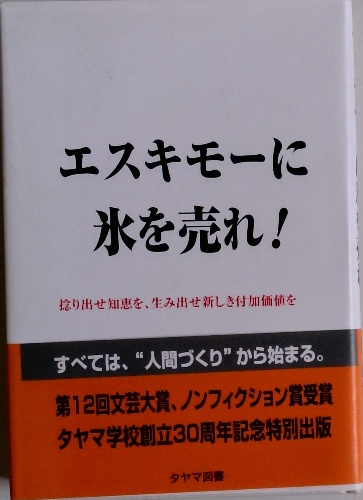 エスキモーに
氷を売れ!
捻り出せ知恵を、生み出せ新しき付加価値を
すべては、“人間づくり”から始まる。
第12回文芸大賞、ノンフィクション賞受賞
タヤマ学校創立30周年記念特別出版
タヤマ図書